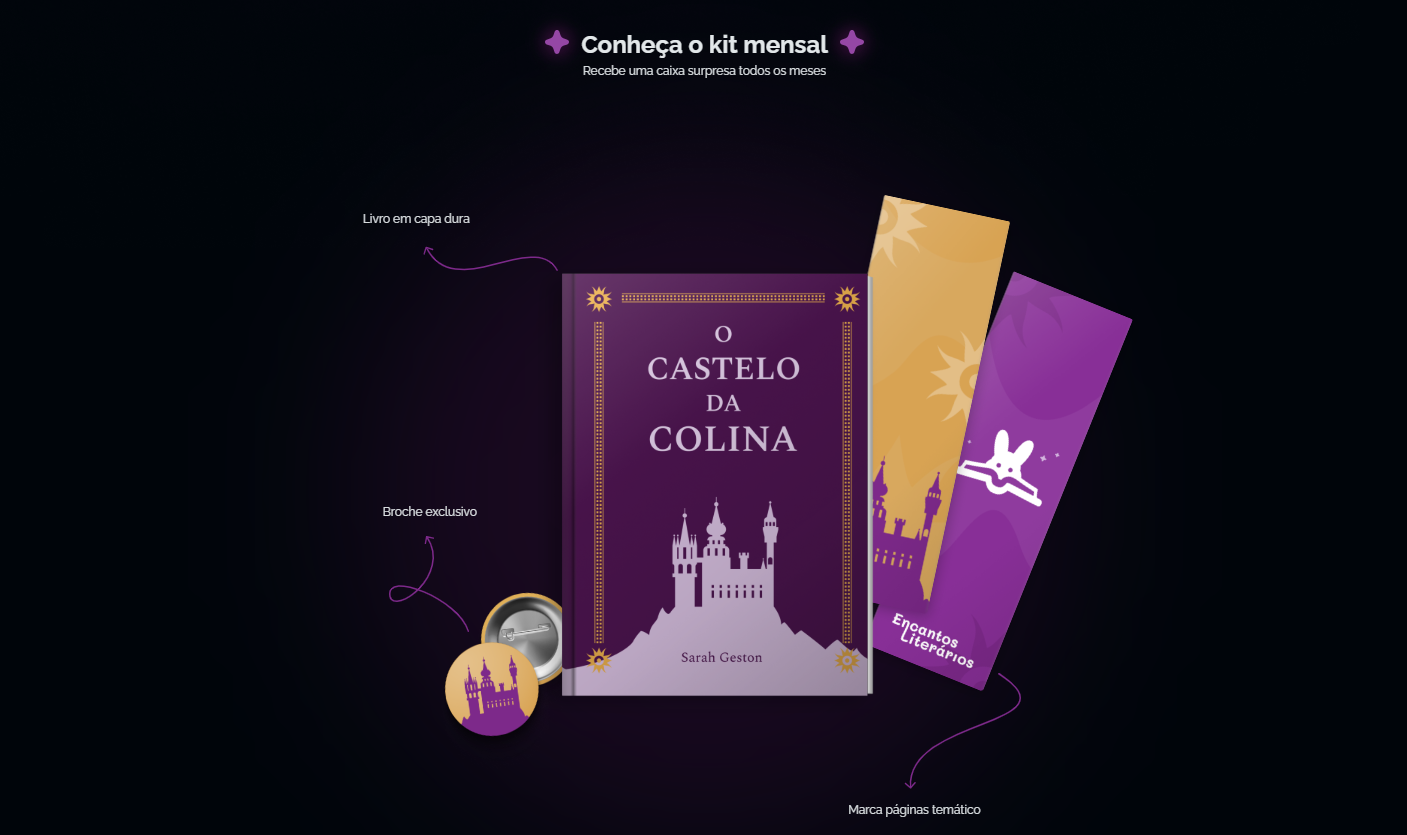 Conheça o kit mensal
Recebe uma caixa surpresa todos os meses
Livro em capa dura
O
CASTELO
DA
COLINA
Sarah Geston
Broche exclusivo
Encantos
Literários
Marca páginas temático